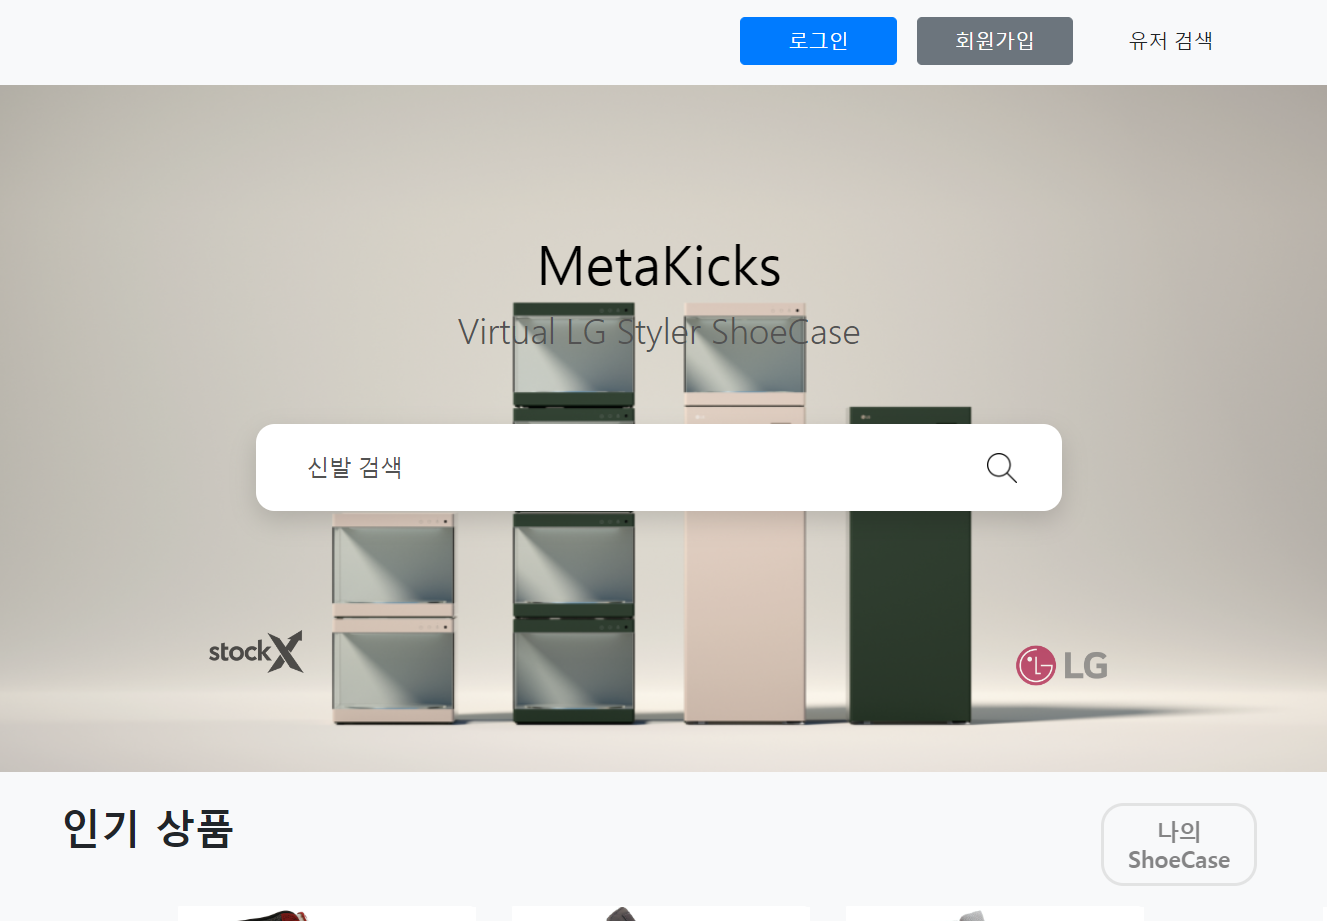 로그인
회원가입
유저 검색
MetaKicks
Virtual LG Styler ShoeCase
신발 검색
stockX
LG
인기 상품
나의
ShoeCase